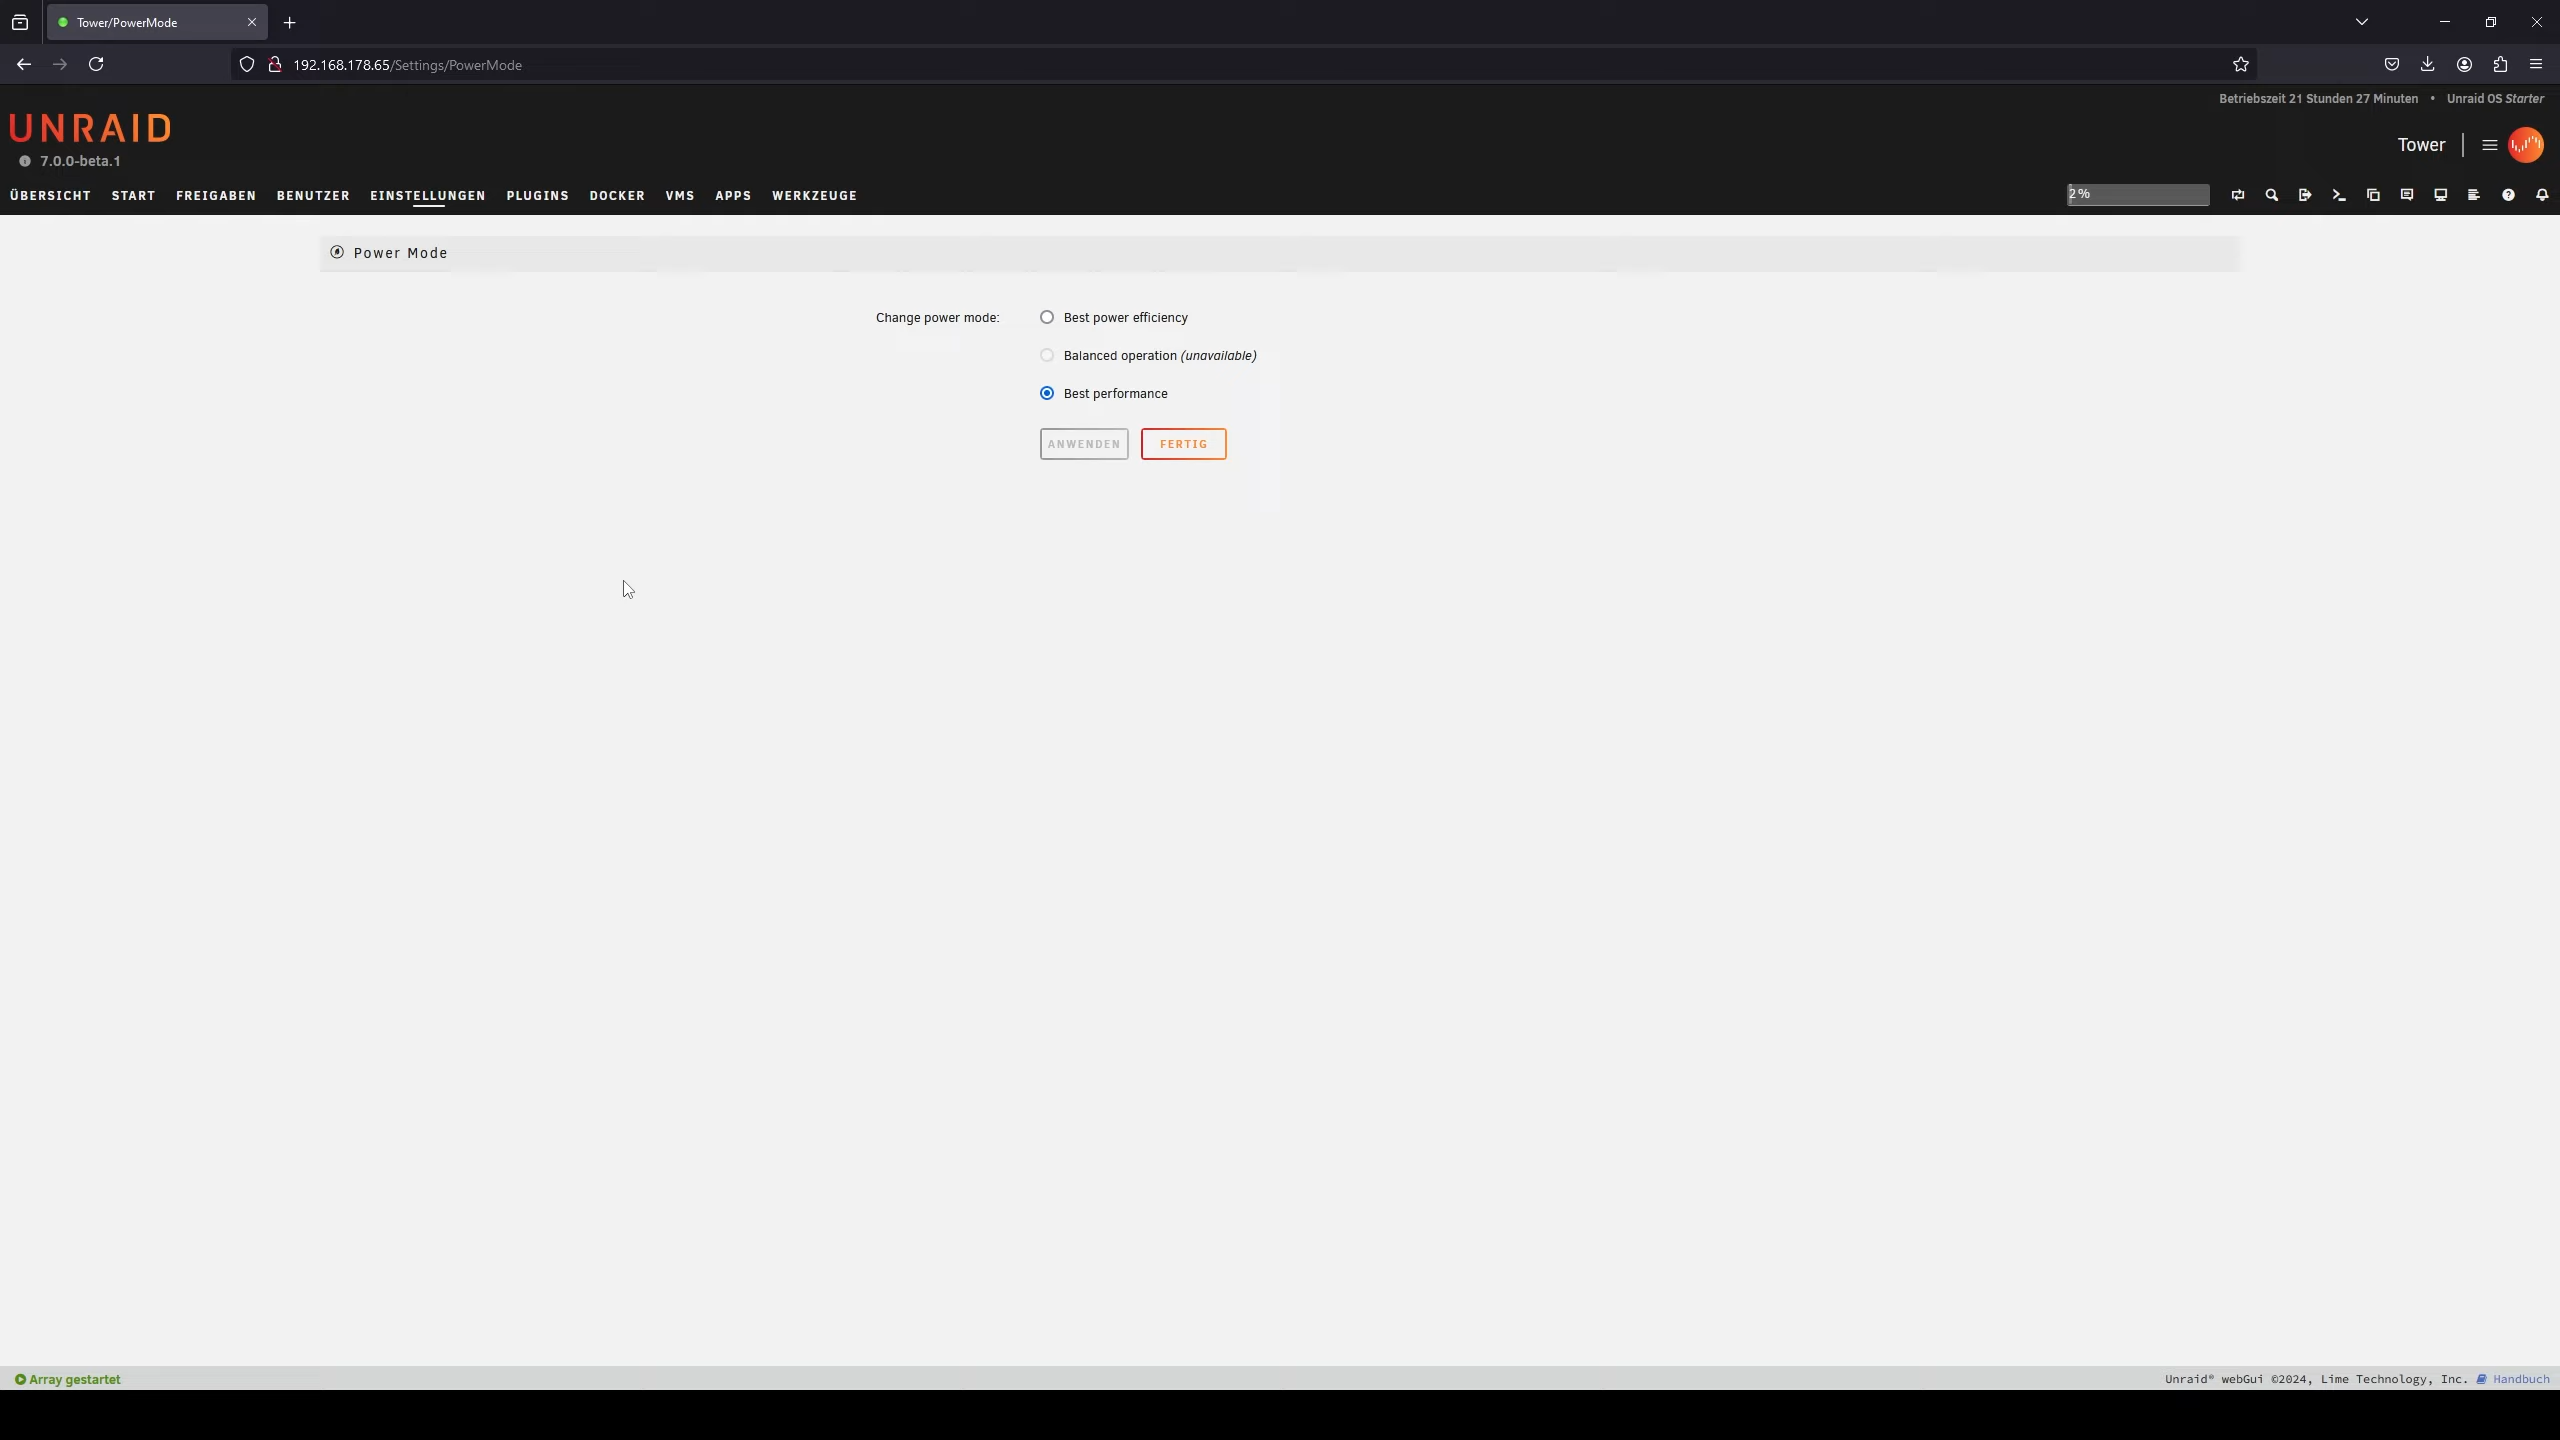 Tower/PowerMode
192.168.178.65/Settings/PowerMode
Betriebszeit 21 Stunden 27 Minuten • Unraid OS Starter
UNRAID
Tower
7.0.0-beta.1
ÜBERSICHT START FREIGABEN BENUTZER EINSTELLUNGEN PLUGINS DOCKER VMS APPS WERKZEUGE
2%
Power Mode
Change power mode:
Best power efficiency
Balanced operation (unavailable)
Best performance
ANWENDEN FERTIG
Array gestartet
Unraid® webGui ©2024, Lime Technology, Inc. Handbuch